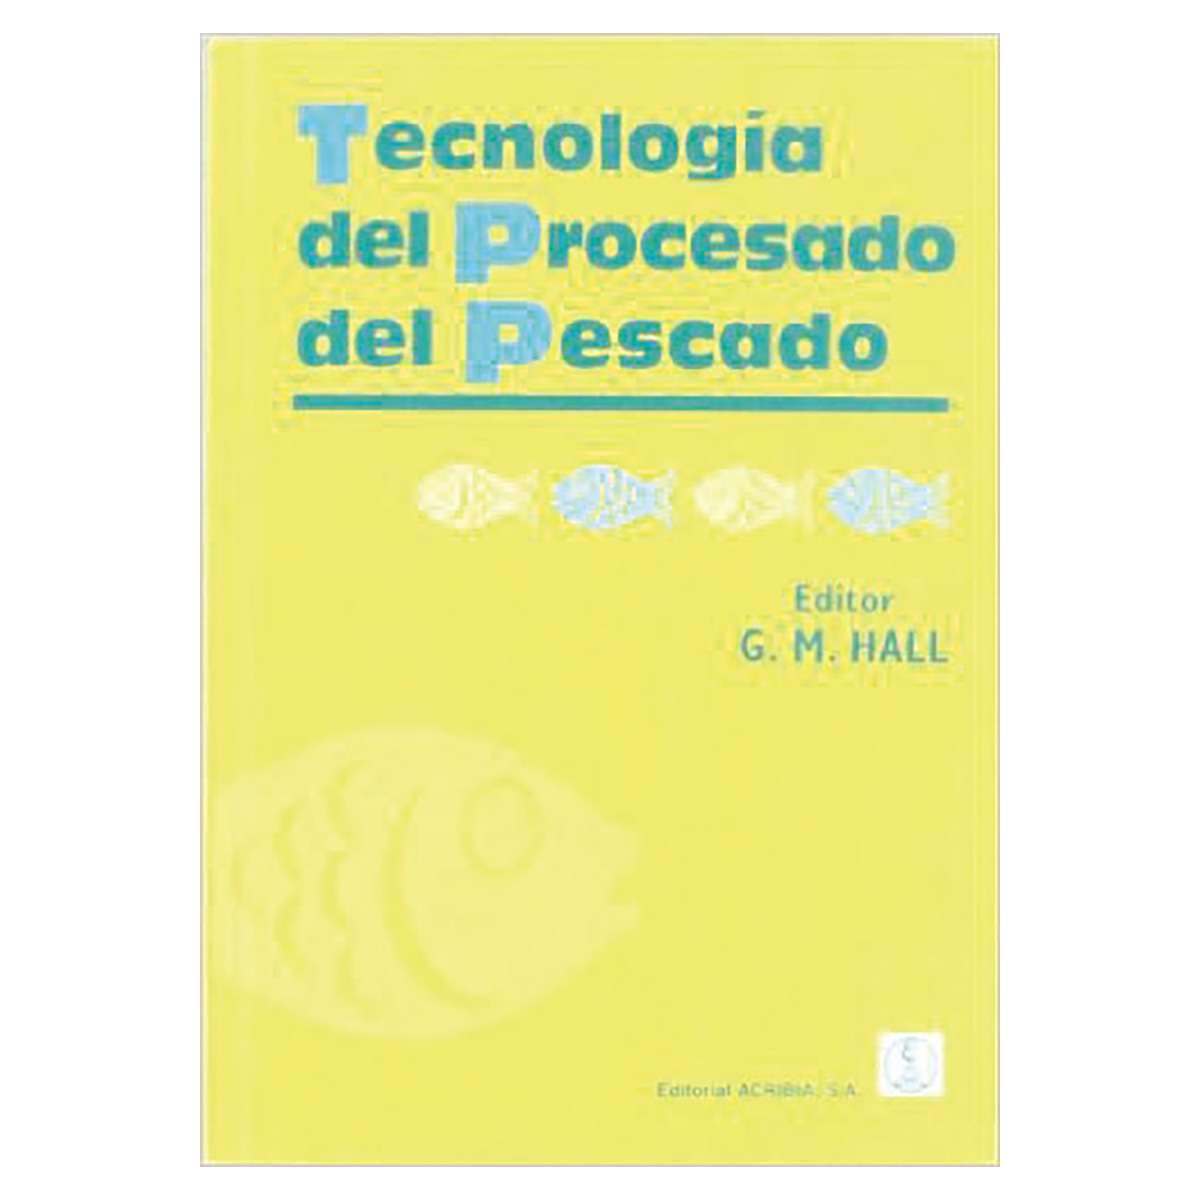 Tecnología
del Procesado
del Pescado
Editor
G. M. HALL
Editorial ACRIBIA, S.A.